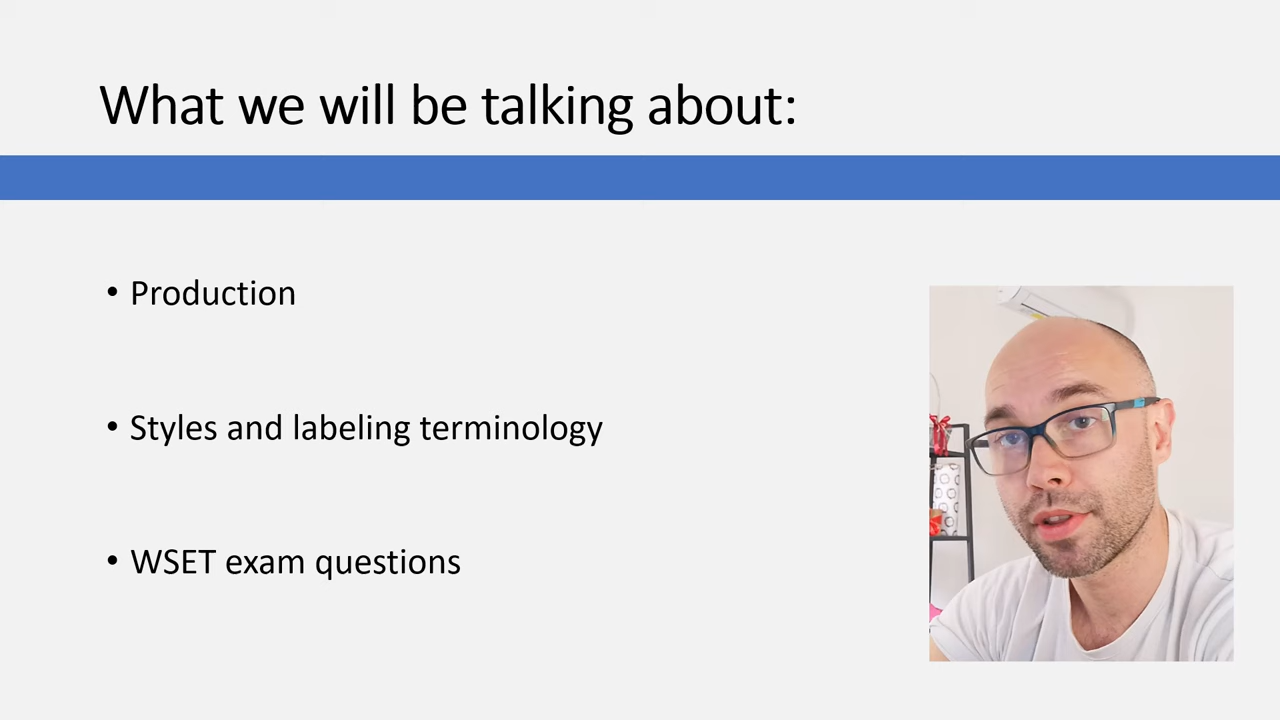 What we will be talking about:
• Production
• Styles and labeling terminology
• WSET exam questions